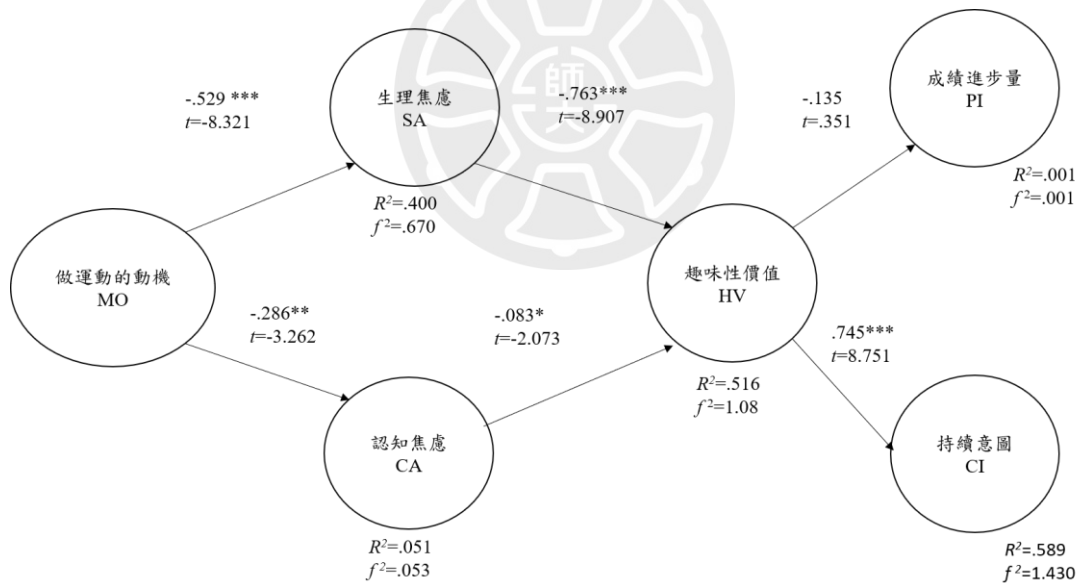 師大
-.529 ***
t=-8.321
生理焦慮
SA
R²=.400
f²=.670
-.763***
t=-8.907
-.135
t=.351
成績進步量
PI
R²=.001
f²=.001
做運動的動機
MO
-.286**
t=-3.262
認知焦慮
CA
R²=.051
f²=.053
-.083*
t=-2.073
趣味性價值
HV
R²=.516
f²=1.08
.745***
t=8.751
持續意圖
CI
R²=.589
f²=1.430